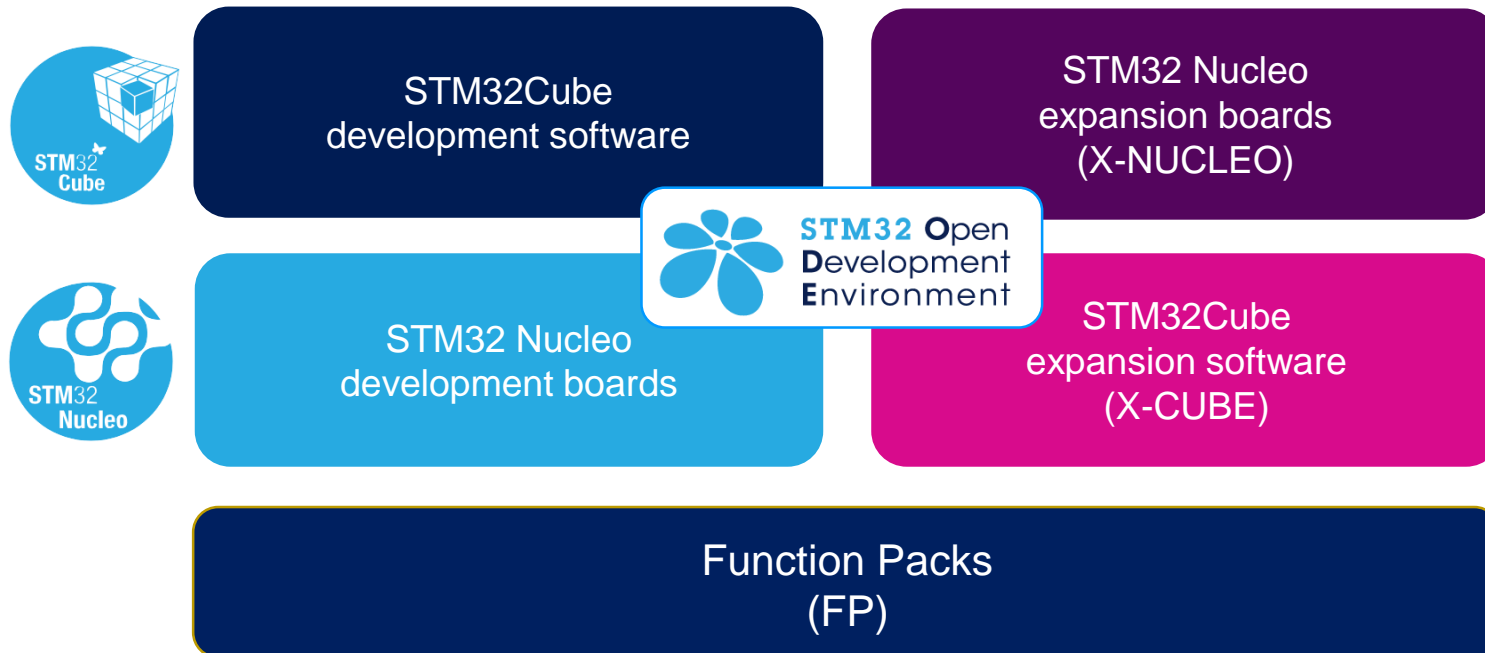 STM32
Cube
STM32Cube
development software
STM32 Nucleo
expansion boards
(X-NUCLEO)
STM32 Open
Development
Environment
STM32
Nucleo
STM32 Nucleo
development boards
STM32Cube
expansion software
(X-CUBE)
Function Packs
(FP)